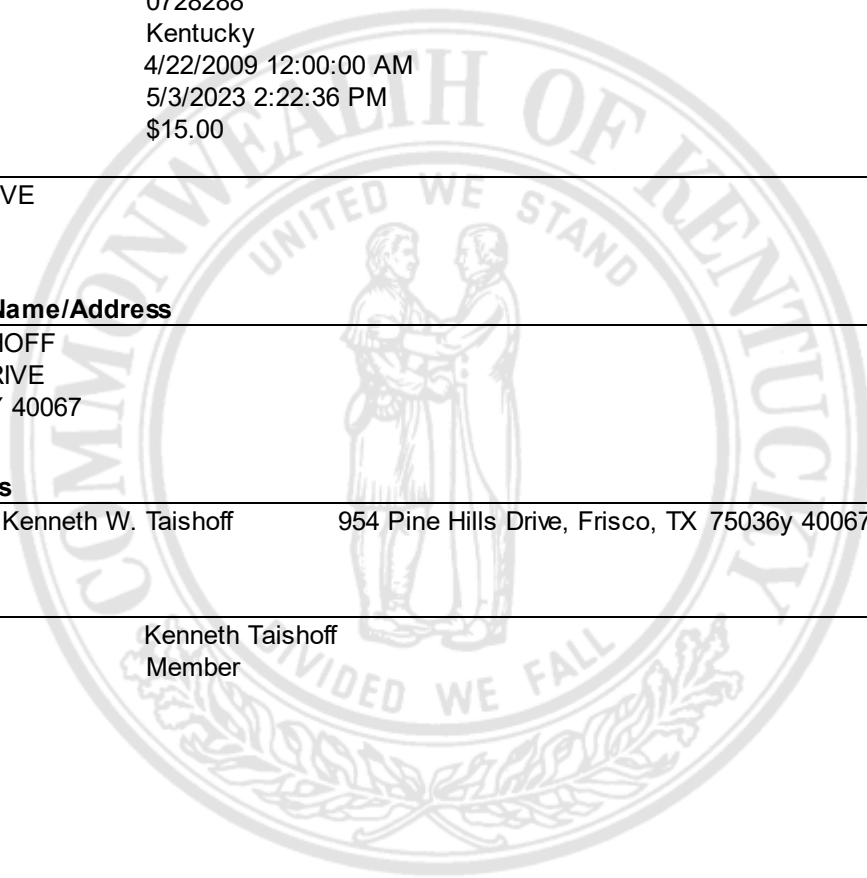 0728288
Kentucky
4/22/2009 12:00:00 AM
5/3/2023 2:22:36 PM
$15.00
VE
Name/Address
HOFF
RIVE
Y 40067
s
Kenneth W. Taishoff 954 Pine Hills Drive, Frisco, TX 75036y 40067
Kenneth Taishoff
Member
COMMONWEALTH OF KENTUCKY
UNITED WE STAND
DIVIDED WE FALL